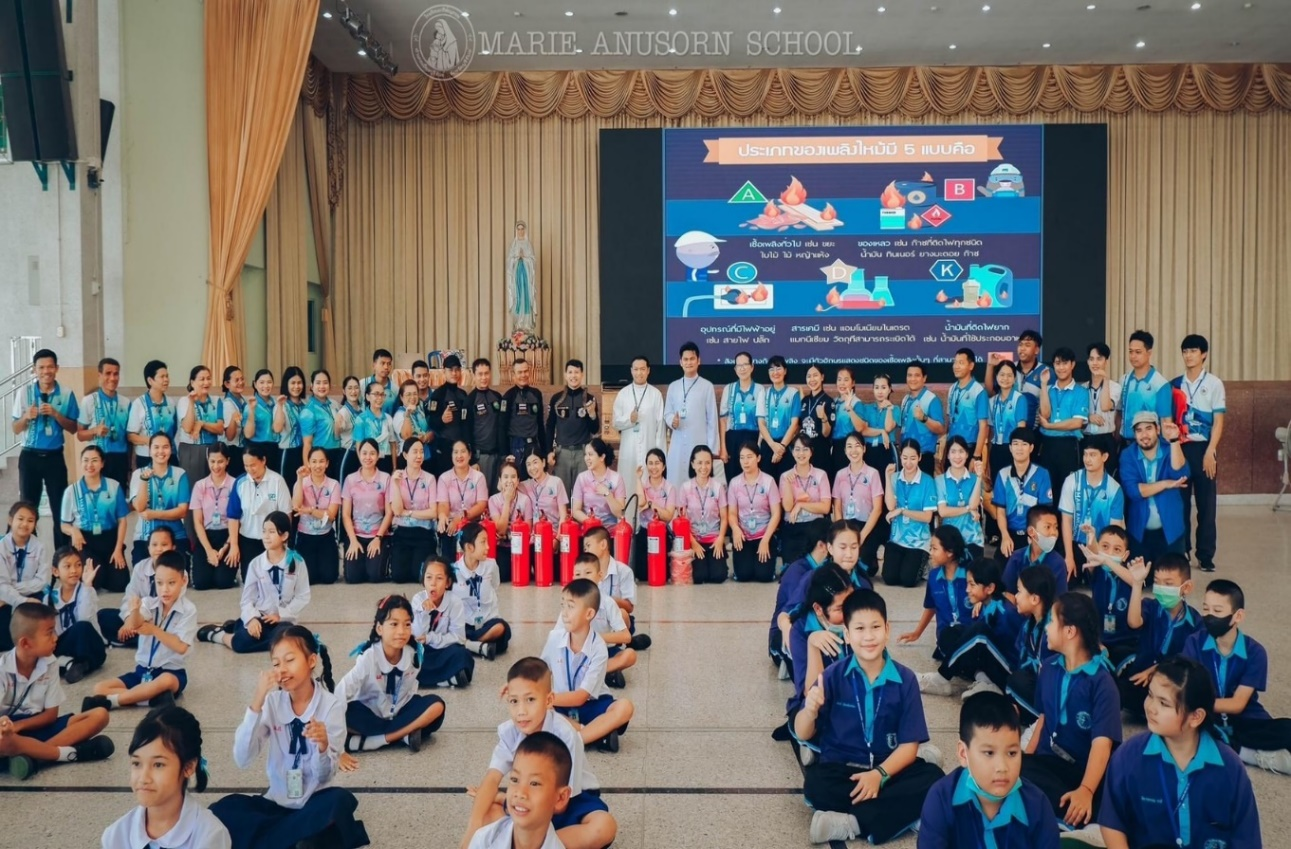 MARIE ANUSORN SCHOOL
ประเภทของเพลิงไหม้มี 5 แบบคือ
A
B
เชื้อเพลิงทั่วไป เช่น ขยะ
ใบไม้ ไม้ หญ้าแห้ง
ของเหลว เช่น ก๊าซที่ติดไฟทุกชนิด
น้ำมัน ทินเนอร์ ยางมะตอย ก๊าซ
C
D
K
อุปกรณ์ที่มีไฟฟ้าอยู่
เช่น สายไฟ ปลั๊ก
สารเคมี เช่น แอมโมเนียมไนเตรด
แมกนีเซียม วัตถุที่สามารถระเบิดได้
น้ำมันที่ติดไฟยาก
เช่น น้ำมันที่ใช้ประกอบอาห